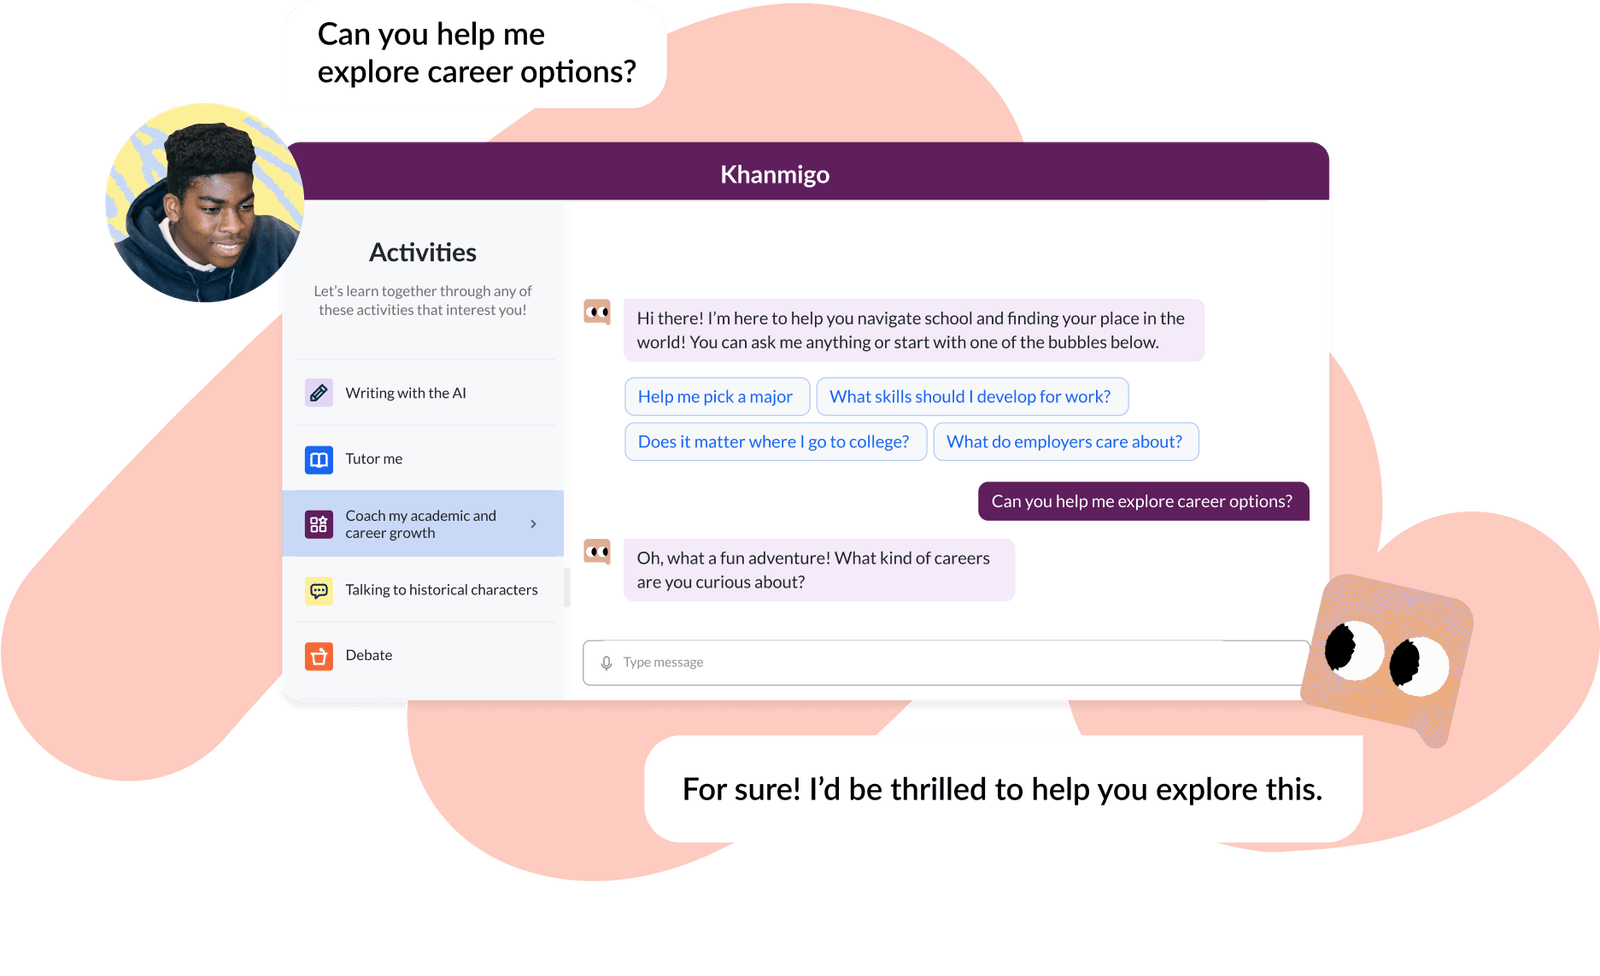 Can you help me
explore career options?
Khanmigo
Activities
Let’s learn together through any of
these activities that interest you!
Writing with the AI
Tutor me
Coach my academic and
career growth
Talking to historical characters
Debate
Hi there! I’m here to help you navigate school and finding your place in the
world! You can ask me anything or start with one of the bubbles below.
Help me pick a major
What skills should I develop for work?
Does it matter where I go to college?
What do employers care about?
Can you help me explore career options?
Oh, what a fun adventure! What kind of careers
are you curious about?
Type message
For sure! I’d be thrilled to help you explore this.